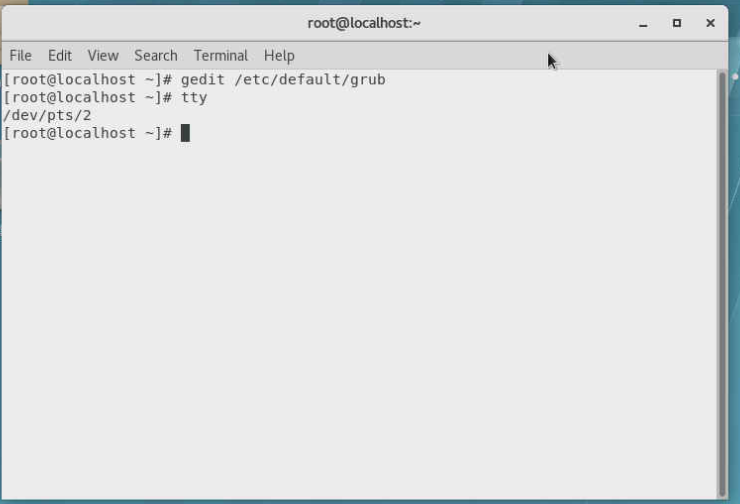 root@localhost:~
File Edit View Search Terminal Help
[root@localhost ~]# gedit /etc/default/grub
[root@localhost ~]# tty
/dev/pts/2
[root@localhost ~]#